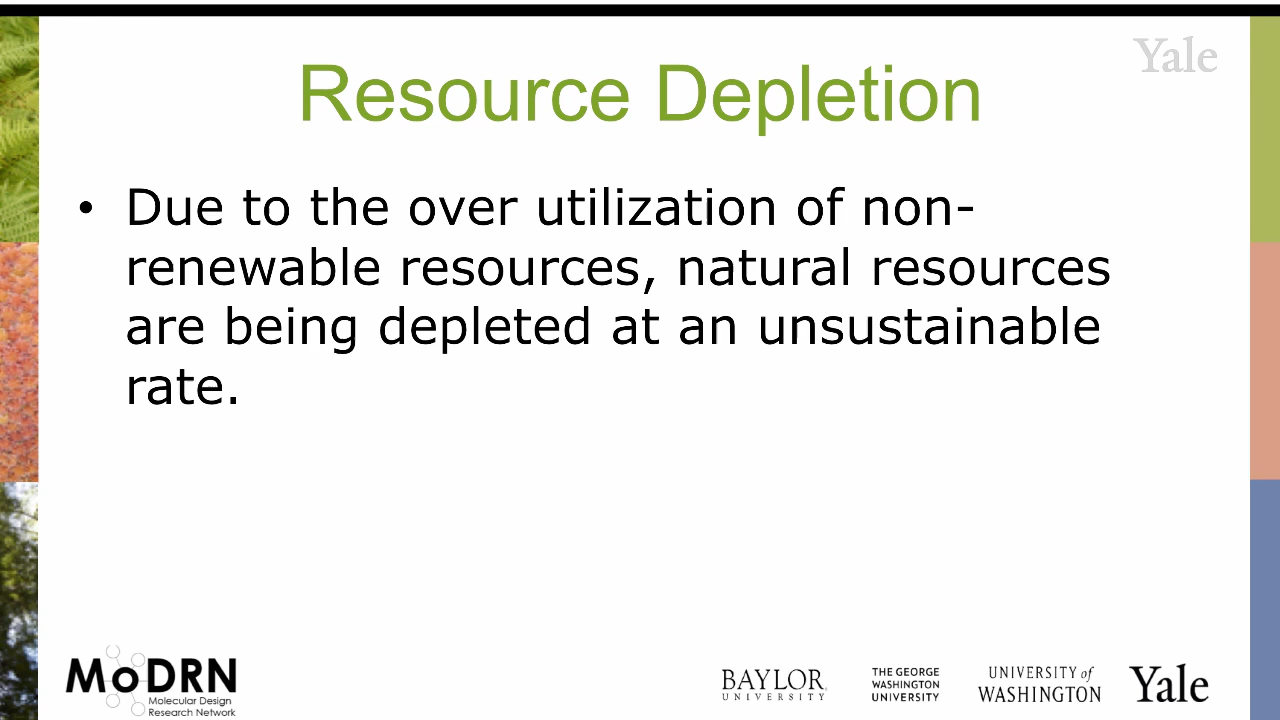 Yale
Resource Depletion
• Due to the over utilization of non-
renewable resources, natural resources
are being depleted at an unsustainable
rate.
MoDRN
Molecular Design
Research Network
BAYLOR
UNIVERSITY
THE GEORGE
WASHINGTON
UNIVERSITY
UNIVERSITY of
WASHINGTON
Yale